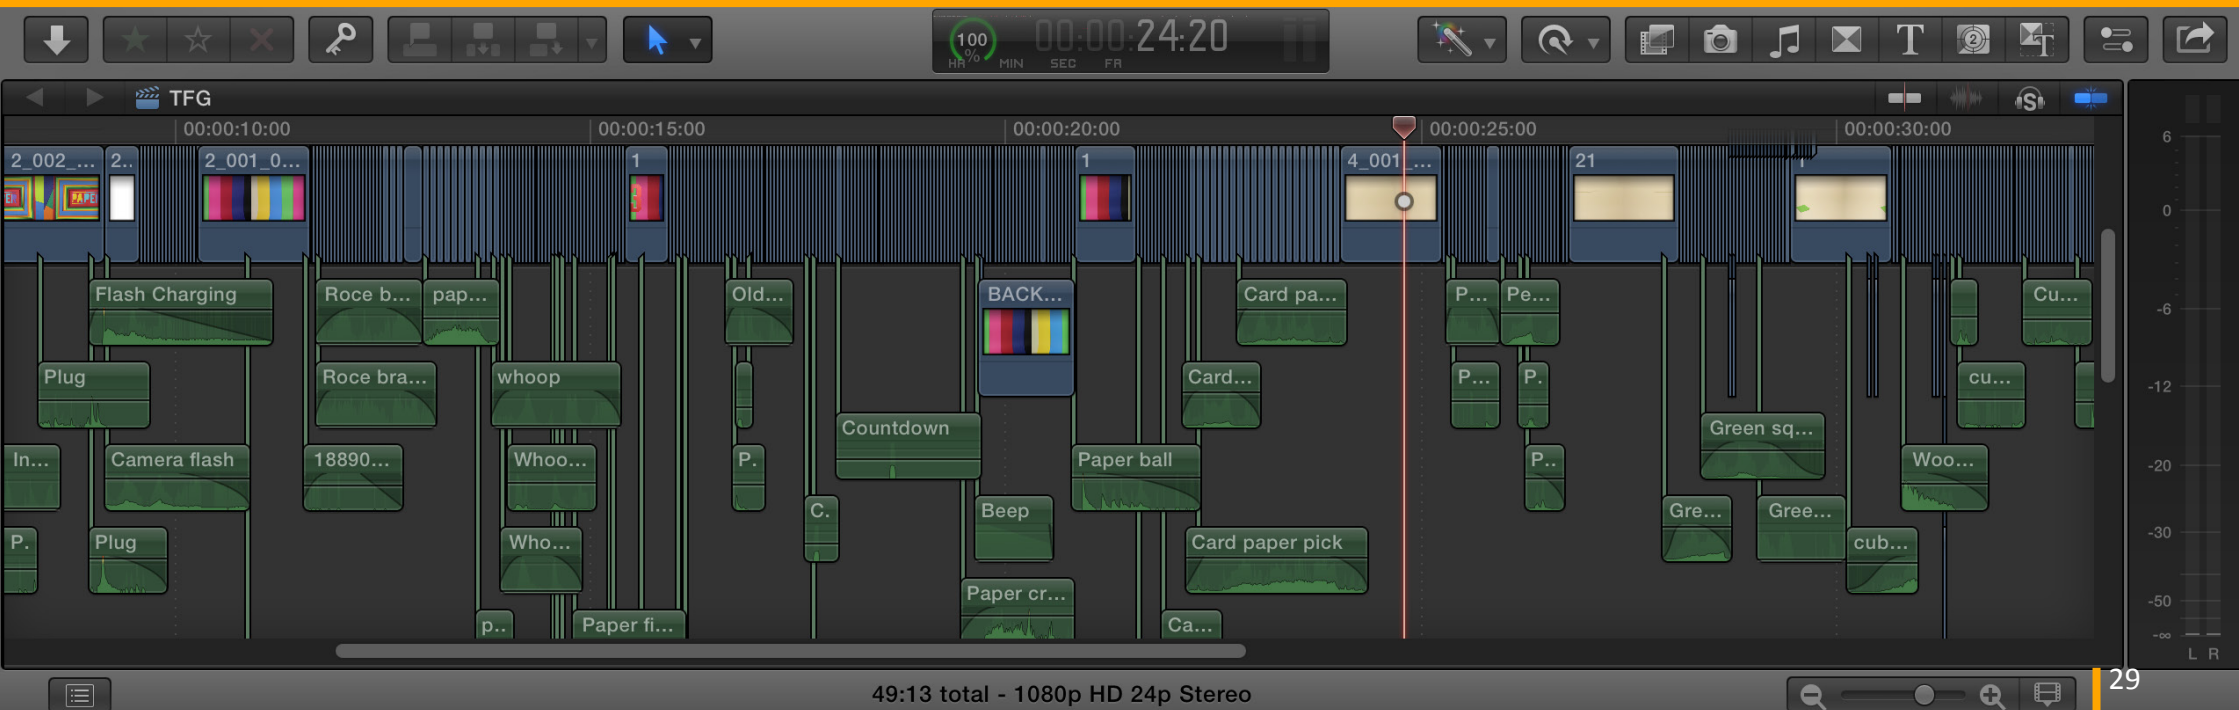 100
%
00:00:24:20
HR MIN SEC FR
TFG
00:00:10:00 00:00:15:00 00:00:20:00 00:00:25:00 00:00:30:00
2_002_... 2.. 2_001_0... 1 1 4_001_... 21 1
PAPER
Flash Charging Roce b... pap... Old... BACK... Card pa... P... Pe... Cu...
Plug Roce bra... whoop Card... P... P. cu...
Countdown Green sq...
In... Camera flash 18890... Whoo... P. Paper ball P.. Woo...
C. Beep Gre... Gree...
P. Plug Who... Card paper pick cub...
Paper cr...
p.. Paper fi... Ca...
6
0
-6
-12
-20
-30
-50
-∞
L R
49:13 total - 1080p HD 24p Stereo
29